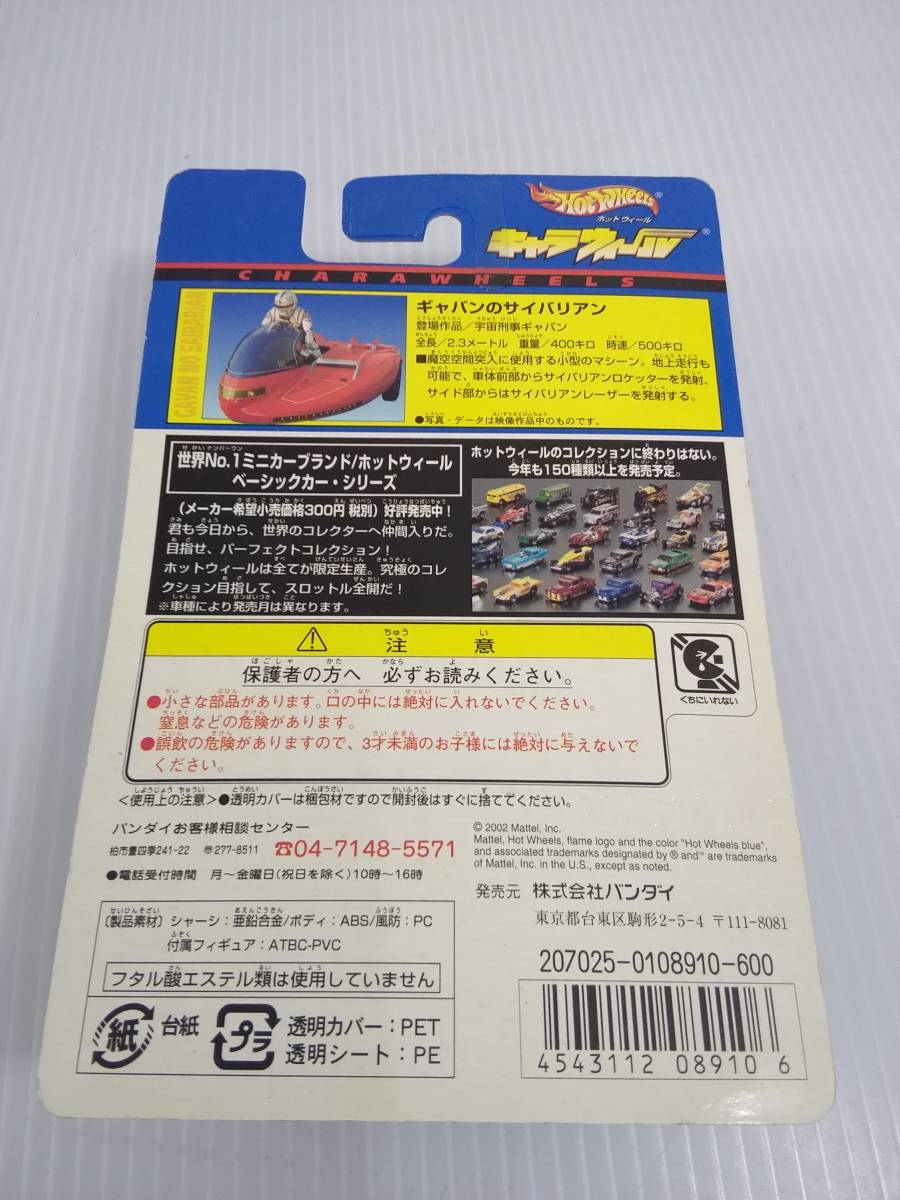 Hot Wheels®
ホットウィール
キャラウィール®
CHARAWHEELS
GAVAN NO SAIBARIAN
ギャバンのサイバリアン
登場作品/宇宙刑事ギャバン
全長/2.3メートル 重量/400キロ 時速/500キロ
■魔空空間突入に使用する小型のマシーン。地上走行も
可能で、車体前部からサイバリアンロケッターを発射、
サイド部からはサイバリアンレーザーを発射する。
●写真・データは映像作品中のものです。
世界No.1ミニカーブランド/ホットウィール
ベーシックカー・シリーズ
(メーカー希望小売価格300円 税別) 好評発売中!
君も今日から、世界のコレクターへ仲間入りだ。
目指せ、パーフェクトコレクション!
ホットウィールは全てが限定生産。究極のコレ
クション目指して、スロットル全開だ!
※車種により発売月は異なります。
ホットウィールのコレクションに終わりはない。
今年も150種類以上を発売予定。
⚠ 注意
保護者の方へ 必ずお読みください。
●小さな部品があります。口の中には絶対に入れないでください。
窒息などの危険があります。
●誤飲の危険がありますので、3才未満のお子様には絶対に与えないで
ください。
くちにいれない
<使用上の注意>●透明カバーは梱包材ですので開封後はすぐに捨ててください。
バンダイお客様相談センター
柏市豊四季241-22 〠277-8511 ☎04-7148-5571
●電話受付時間 月~金曜日(祝日を除く)10時~16時
© 2002 Mattel, Inc.
Mattel, Hot Wheels, flame logo and the color "Hot Wheels blue",
and associated trademarks designated by ® and™ are trademarks
of Mattel, Inc. in the U.S., except as noted.
発売元 株式会社バンダイ
東京都台東区駒形2-5-4 〒111-8081
〔製品素材〕シャーシ:亜鉛合金/ボディ:ABS/風防:PC
付属フィギュア:ATBC-PVC
フタル酸エステル類は使用していません
紙 台紙
プラ 透明カバー:PET
透明シート:PE
207025-0108910-600
4543112 08910 6